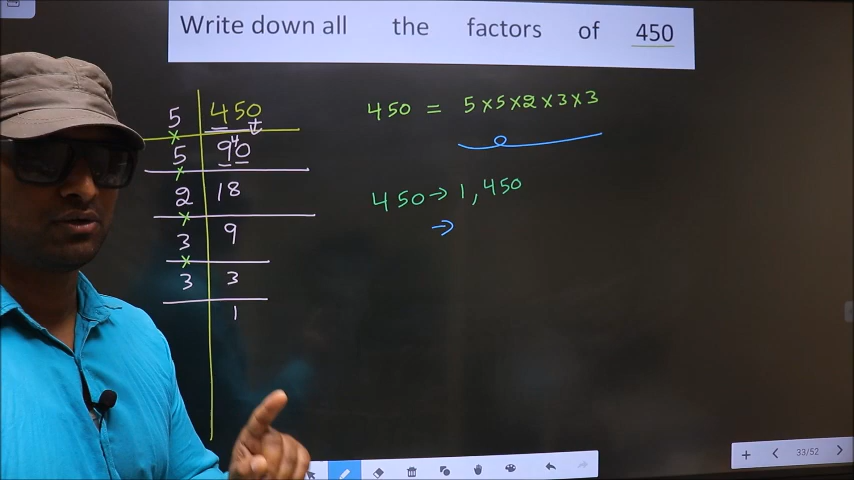 Write down all the factors of 450
5 450
5 940
2 18
3 9
3 3
1
450 = 5×5×2×3×3
450 → 1, 450
→
33/52